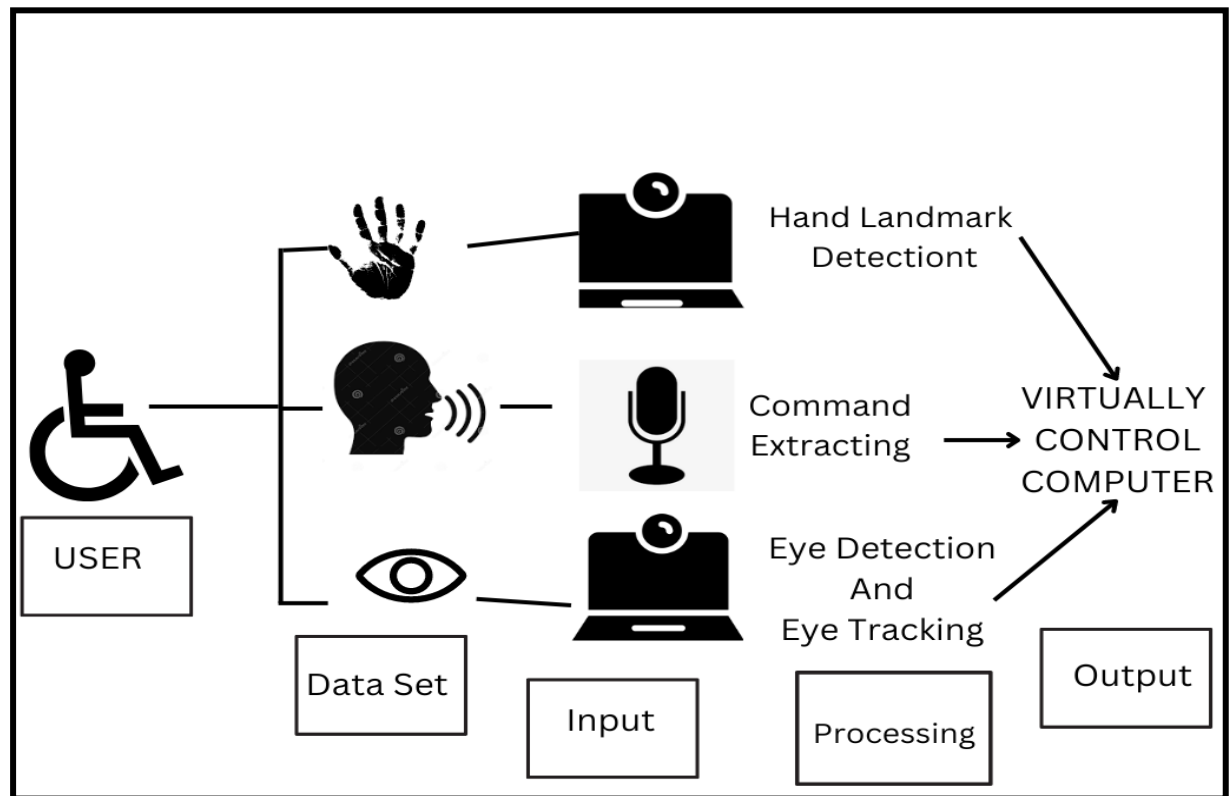 Hand Landmark
Detectiont
Command
Extracting
VIRTUALLY
CONTROL
COMPUTER
USER
Eye Detection
And
Eye Tracking
Data Set
Input
Processing
Output